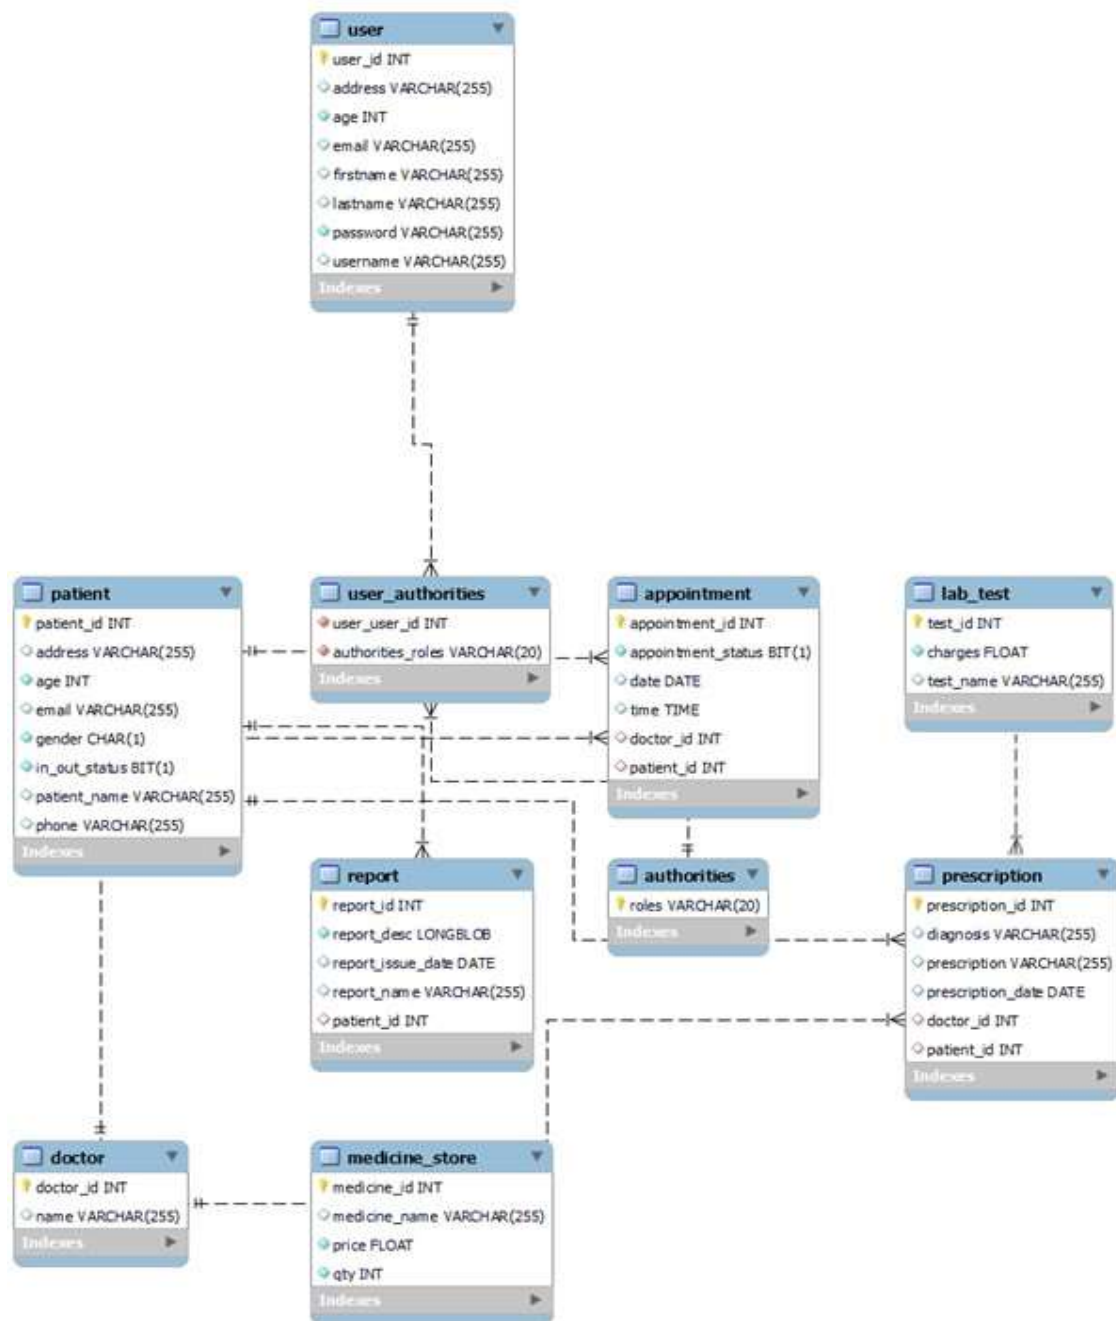 user
user_id INT
address VARCHAR(255)
age INT
email VARCHAR(255)
firstname VARCHAR(255)
lastname VARCHAR(255)
password VARCHAR(255)
username VARCHAR(255)
Indexes
patient
patient_id INT
address VARCHAR(255)
age INT
email VARCHAR(255)
gender CHAR(1)
in_out_status BIT(1)
patient_name VARCHAR(255)
phone VARCHAR(255)
Indexes
user_authorities
user_user_id INT
authorities_roles VARCHAR(20)
Indexes
appointment
appointment_id INT
appointment_status BIT(1)
date DATE
time TIME
doctor_id INT
patient_id INT
Indexes
lab_test
test_id INT
charges FLOAT
test_name VARCHAR(255)
Indexes
report
report_id INT
report_desc LONGBLOB
report_issue_date DATE
report_name VARCHAR(255)
patient_id INT
Indexes
authorities
roles VARCHAR(20)
Indexes
prescription
prescription_id INT
diagnosis VARCHAR(255)
prescription VARCHAR(255)
prescription_date DATE
doctor_id INT
patient_id INT
Indexes
doctor
doctor_id INT
name VARCHAR(255)
Indexes
medicine_store
medicine_id INT
medicine_name VARCHAR(255)
price FLOAT
qty INT
Indexes